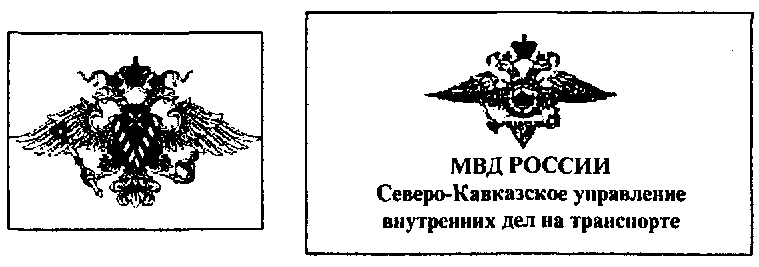 МВД РОССИИ
Северо-Кавказское управление
внутренних дел на транспорте